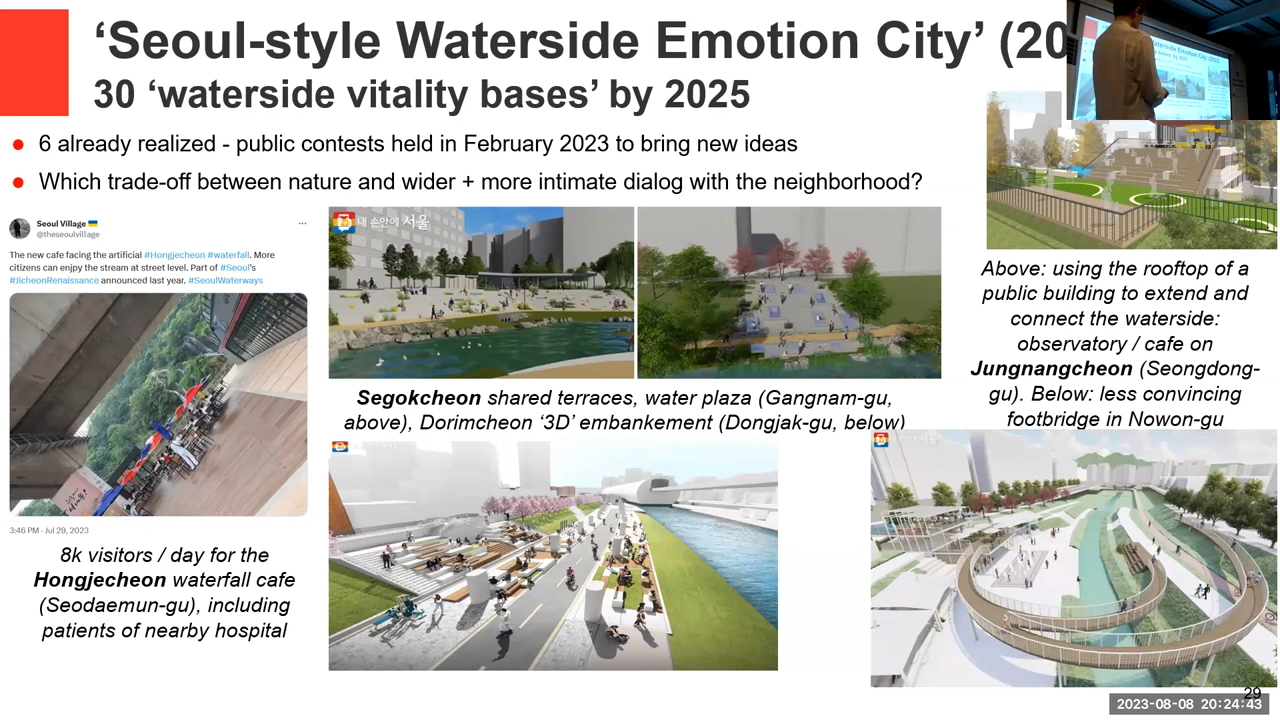 ‘Seoul-style Waterside Emotion City’ (20
30 ‘waterside vitality bases’ by 2025
● 6 already realized - public contests held in February 2023 to bring new ideas
● Which trade-off between nature and wider + more intimate dialog with the neighborhood?
Seoul Village
@theseoulvillage
The new cafe facing the artificial #Hongjecheon #waterfall. More
citizens can enjoy the stream at street level. Part of #Seoul's
#JicheonRenaissance announced last year. #SeoulWaterways
3:46 PM · Jul 29, 2023
8k visitors / day for the
Hongjecheon waterfall cafe
(Seodaemun-gu), including
patients of nearby hospital
내 손안에 서울
Segokcheon shared terraces, water plaza (Gangnam-gu,
above), Dorimcheon ‘3D’ embankement (Dongjak-gu, below)
Above: using the rooftop of a
public building to extend and
connect the waterside:
observatory / cafe on
Jungnangcheon (Seongdong-
gu). Below: less convincing
footbridge in Nowon-gu
29
2023-08-08 20:24:43